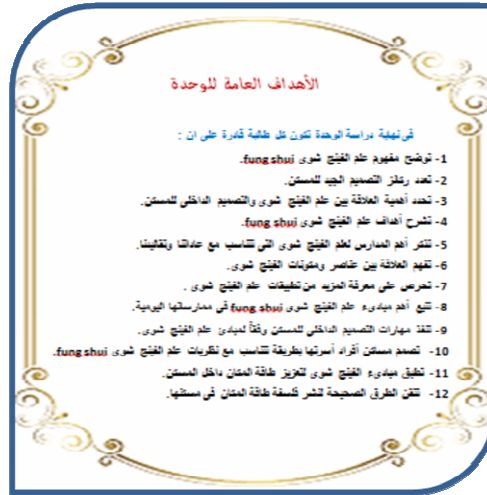 الأهداف العامة للوحدة
في نهاية دراسة الوحدة تكون كل طالبة قادرة على ان :
1- توضح مفهوم علم الفينج شوى fung shui.
2- تعدد ركائز التصميم الجيد للمسكن.
3- تحدد أهمية العلاقة بين علم الفينج شوى والتصميم الداخلى للمسكن.
4- تشرح أهداف علم الفينج شوى fung shui.
5- تذكر أهم المدارس لعلم الفينج شوى التى تتناسب مع عاداتنا وتقاليدنا.
6- تفهم العلاقة بين عناصر ومكونات الفينج شوى.
7- تحرص على معرفة المزيد من تطبيقات علم الفينج شوى .
8- تتبع أهم مبادىء علم الفينج شوى fung shui فى ممارساتها اليومية.
9- تنفذ مهارات التصميم الداخلى للمسكن وفقاً لمبادئ علم الفينج شوى.
10- تصمم مساكن أفراد أسرتها بطريقة تتناسب مع نظريات علم الفينج شوى fung shui.
11- تطبق مبادىء الفينج شوى لتعزيز طاقة المكان داخل المسكن.
12- تتقن الطرق الصحيحة لنشر فلسفة طاقة المكان فى مسكنها.